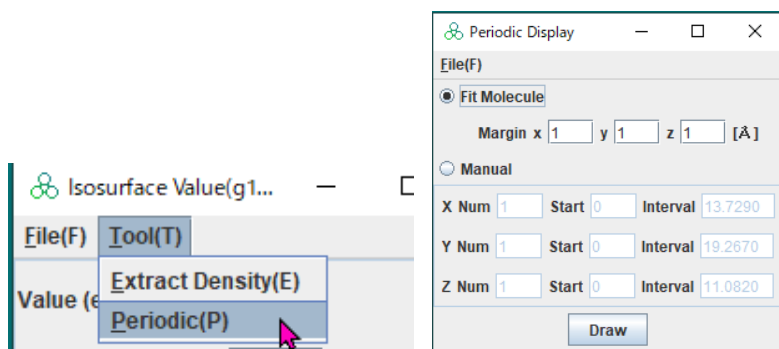 Isosurface Value(g1...
File(F) Tool(T)
Extract Density(E)
Value (e
Periodic(P)
Periodic Display
File(F)
Fit Molecule
Margin x 1 y 1 z 1 [Å]
Manual
X Num 1 Start 0 Interval 13.7290
Y Num 1 Start 0 Interval 19.2670
Z Num 1 Start 0 Interval 11.0820
Draw